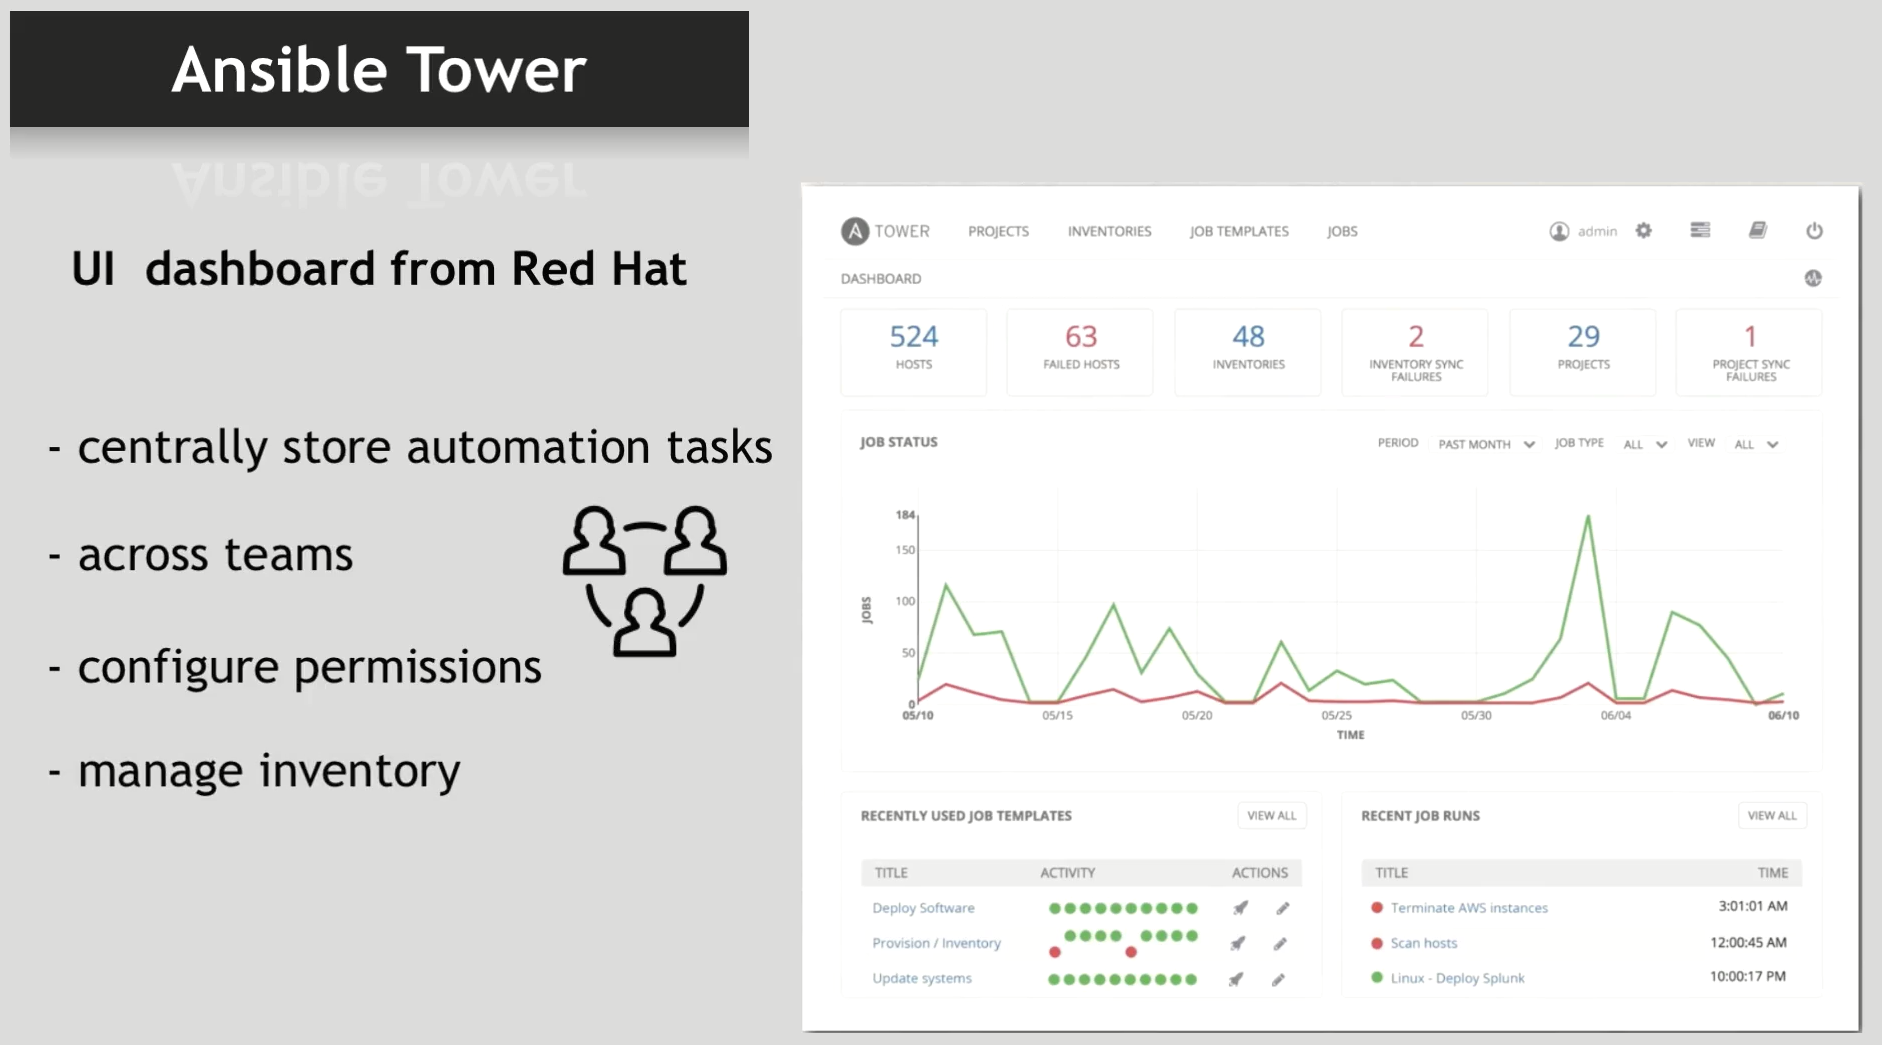 Ansible Tower
UI dashboard from Red Hat
- centrally store automation tasks
- across teams
- configure permissions
- manage inventory
A TOWER PROJECTS INVENTORIES JOB TEMPLATES JOBS admin
DASHBOARD
524 63 48 2 29 1
HOSTS FAILED HOSTS INVENTORIES INVENTORY SYNC PROJECTS PROJECT SYNC
FAILURES FAILURES
JOB STATUS PERIOD PAST MONTH JOB TYPE ALL VIEW ALL
184
150
100
50
0
JOBS
05/10 05/15 05/20 05/25 05/30 06/04 06/10
TIME
RECENTLY USED JOB TEMPLATES VIEW ALL
TITLE ACTIVITY ACTIONS
Deploy Software
Provision / Inventory
Update systems
RECENT JOB RUNS VIEW ALL
TITLE TIME
Terminate AWS instances 3:01:01 AM
Scan hosts 12:00:45 AM
Linux - Deploy Splunk 10:00:17 PM